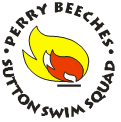 • PERRY BEECHES •
SUTTON SWIM SQUAD